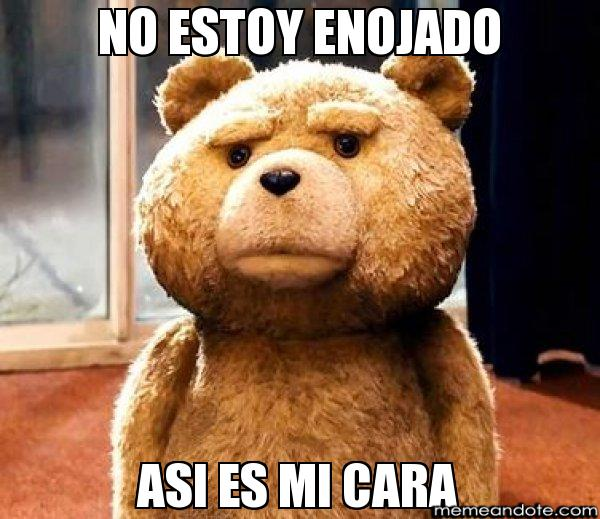 NO ESTOY ENOJADO
ASI ES MI CARA
memeandote.com